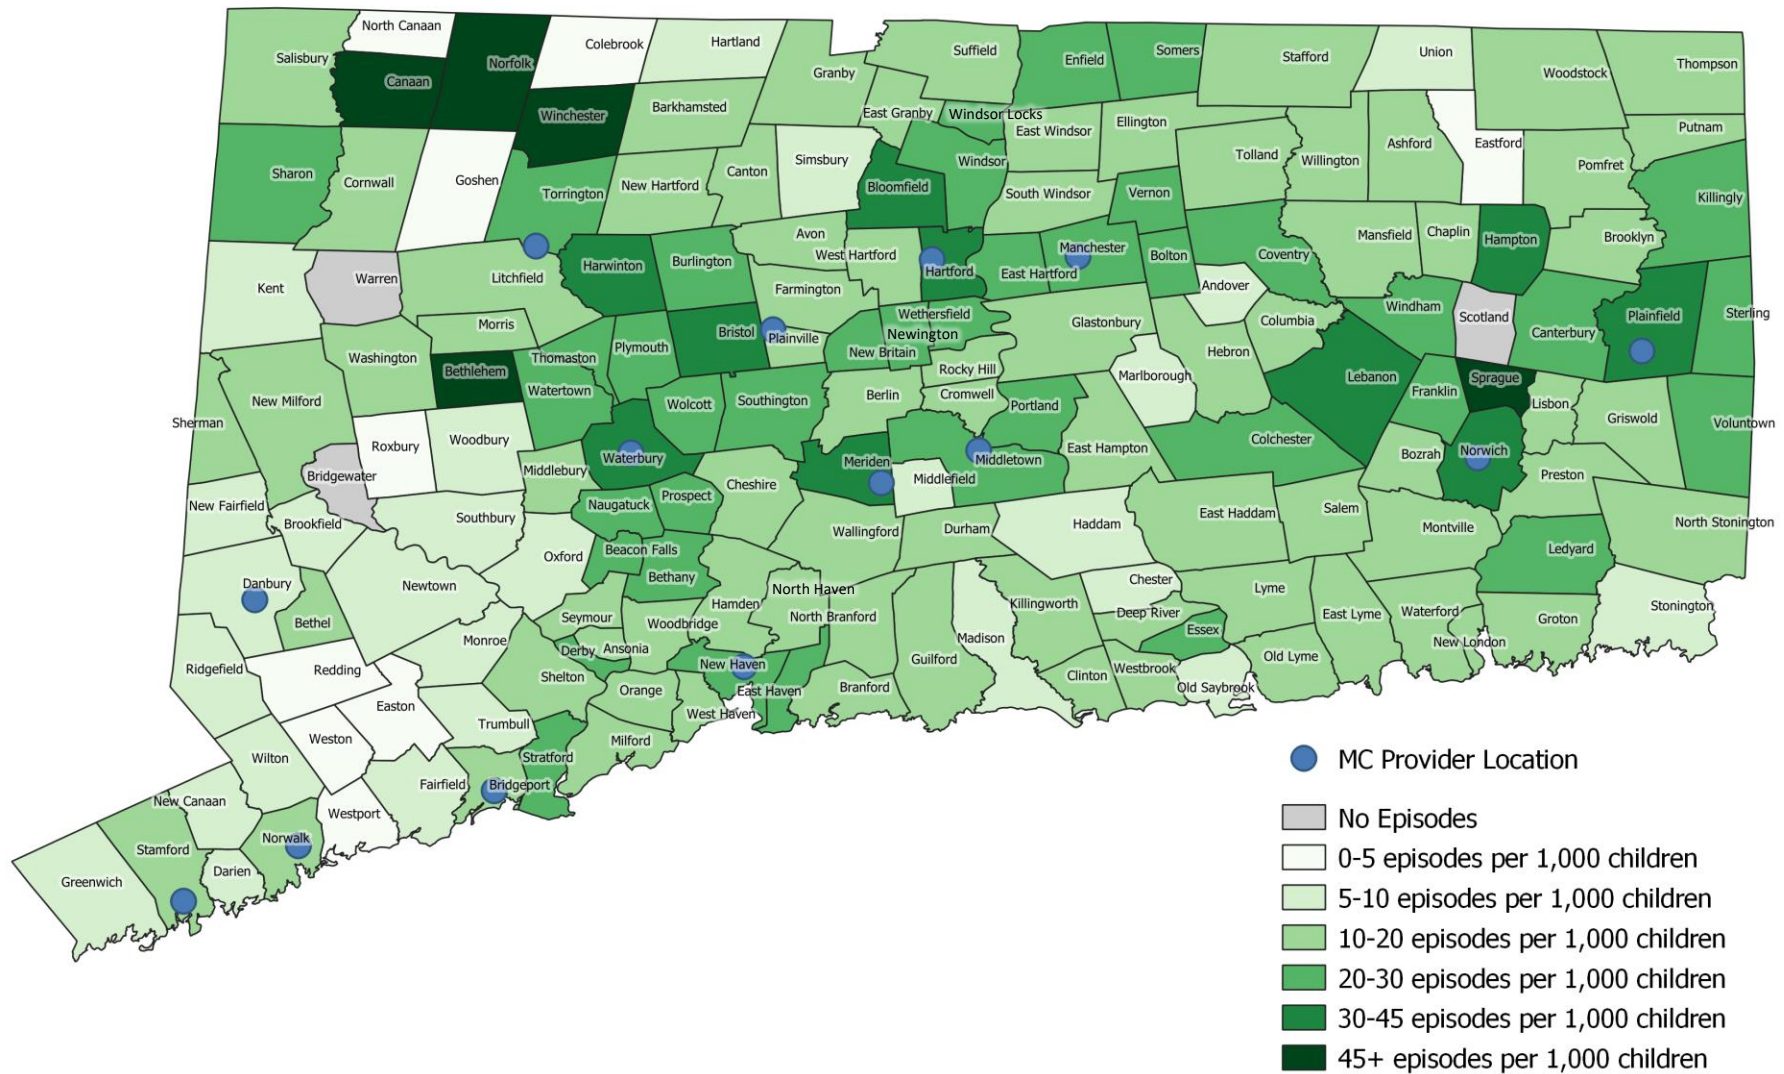 North Canaan
Colebrook
Hartland
Norfolk
Salisbury
Canaan
Granby
Suffield
Enfield
Somers
Stafford
Union
Woodstock
Thompson
Winchester
Barkhamsted
East Granby
Windsor Locks
East Windsor
Ellington
Putnam
Sharon
Cornwall
Goshen
Torrington
New Hartford
Canton
Simsbury
Bloomfield
Windsor
South Windsor
Vernon
Tolland
Willington
Ashford
Eastford
Pomfret
Killingly
Kent
Warren
Litchfield
Harwinton
Burlington
Avon
West Hartford
Farmington
Hartford
East Hartford
Manchester
Bolton
Coventry
Andover
Mansfield
Chaplin
Hampton
Brooklyn
Morris
Washington
Bethlehem
Thomaston
Watertown
Plymouth
Bristol
Plainville
Wethersfield
Newington
New Britain
Rocky Hill
Glastonbury
Hebron
Columbia
Windham
Scotland
Canterbury
Plainfield
Sterling
New Milford
Sherman
Roxbury
Woodbury
Wolcott
Southington
Berlin
Cromwell
Portland
Marlborough
Lebanon
Franklin
Sprague
Lisbon
Griswold
Voluntown
Bridgewater
Middlebury
Waterbury
Cheshire
Meriden
Middlefield
Middletown
East Hampton
Colchester
Bozrah
Norwich
Preston
New Fairfield
Brookfield
Southbury
Naugatuck
Prospect
Wallingford
Durham
Haddam
East Haddam
Salem
Montville
North Stonington
Ledyard
Oxford
Beacon Falls
Bethany
Danbury
Newtown
Bethel
Hamden
North Haven
North Branford
Killingworth
Chester
Deep River
Lyme
East Lyme
Waterford
New London
Groton
Stonington
Seymour
Woodbridge
Monroe
Derby
Ansonia
New Haven
Guilford
Madison
Essex
Old Lyme
Westbrook
Clinton
Old Saybrook
Ridgefield
Redding
Shelton
Orange
East Haven
Branford
West Haven
Easton
Trumbull
Weston
Wilton
Milford
Stratford
Fairfield
Bridgeport
New Canaan
Westport
Norwalk
Stamford
Darien
Greenwich
MC Provider Location
No Episodes
0-5 episodes per 1,000 children
5-10 episodes per 1,000 children
10-20 episodes per 1,000 children
20-30 episodes per 1,000 children
30-45 episodes per 1,000 children
45+ episodes per 1,000 children